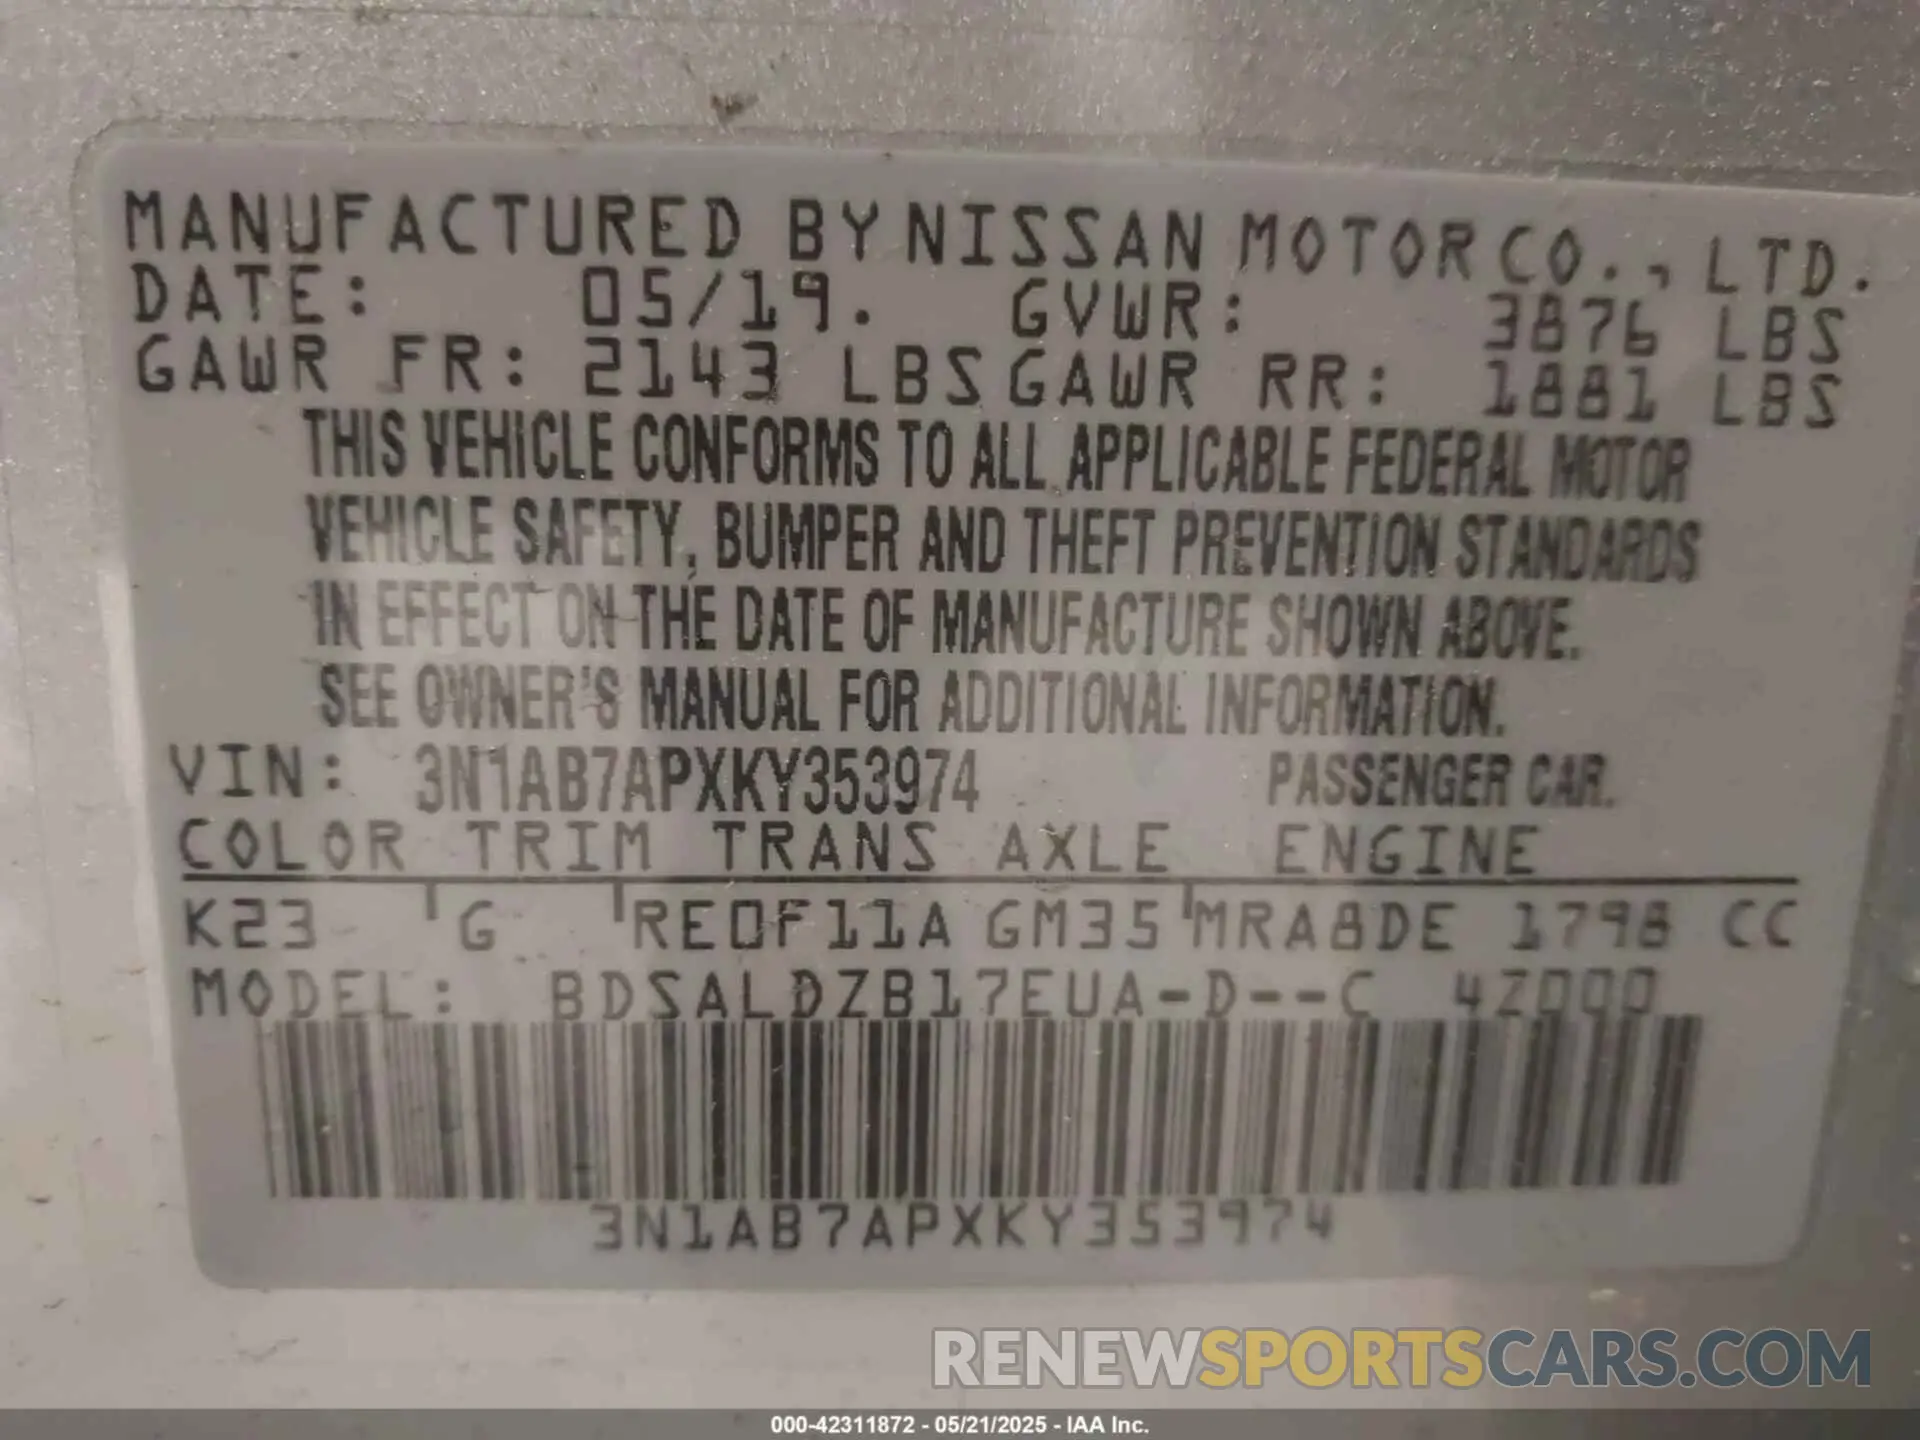 MANUFACTURED BY NISSAN MOTOR CO., LTD.
DATE: 05/19. GVWR: 3876 LBS
GAWR FR: 2143 LBS GAWR RR: 1881 LBS
THIS VEHICLE CONFORMS TO ALL APPLICABLE FEDERAL MOTOR
VEHICLE SAFETY, BUMPER AND THEFT PREVENTION STANDARDS
IN EFFECT ON THE DATE OF MANUFACTURE SHOWN ABOVE.
SEE OWNER'S MANUAL FOR ADDITIONAL INFORMATION.
VIN: 3N1AB7APXKY353974 PASSENGER CAR.
COLOR TRIM TRANS AXLE ENGINE
K23 G RE0F11A GM35 MRA8DE 1798 CC
MODEL: BDSALDZB17EUA-D--C 4Z000
3N1AB7APXKY353974
RENEWSPORTSCARS.COM
000-42311872 - 05/21/2025 - IAA Inc.